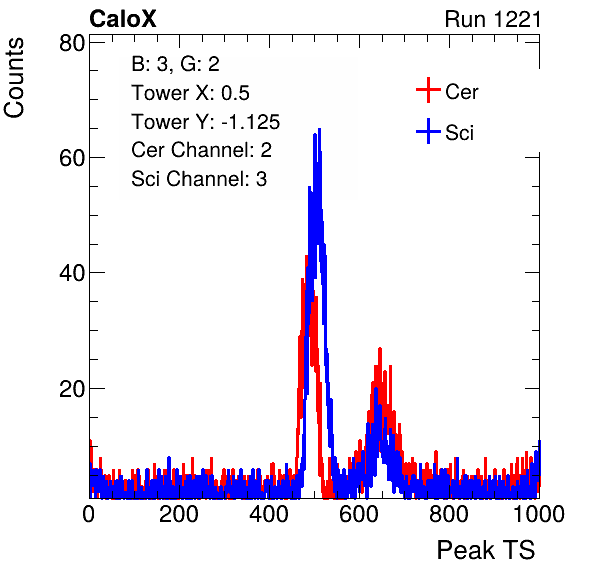 CaloX Run 1221
Counts
80
60
40
20
B: 3, G: 2
Tower X: 0.5
Tower Y: -1.125
Cer Channel: 2
Sci Channel: 3
Cer
Sci
0 200 400 600 800 1000
Peak TS